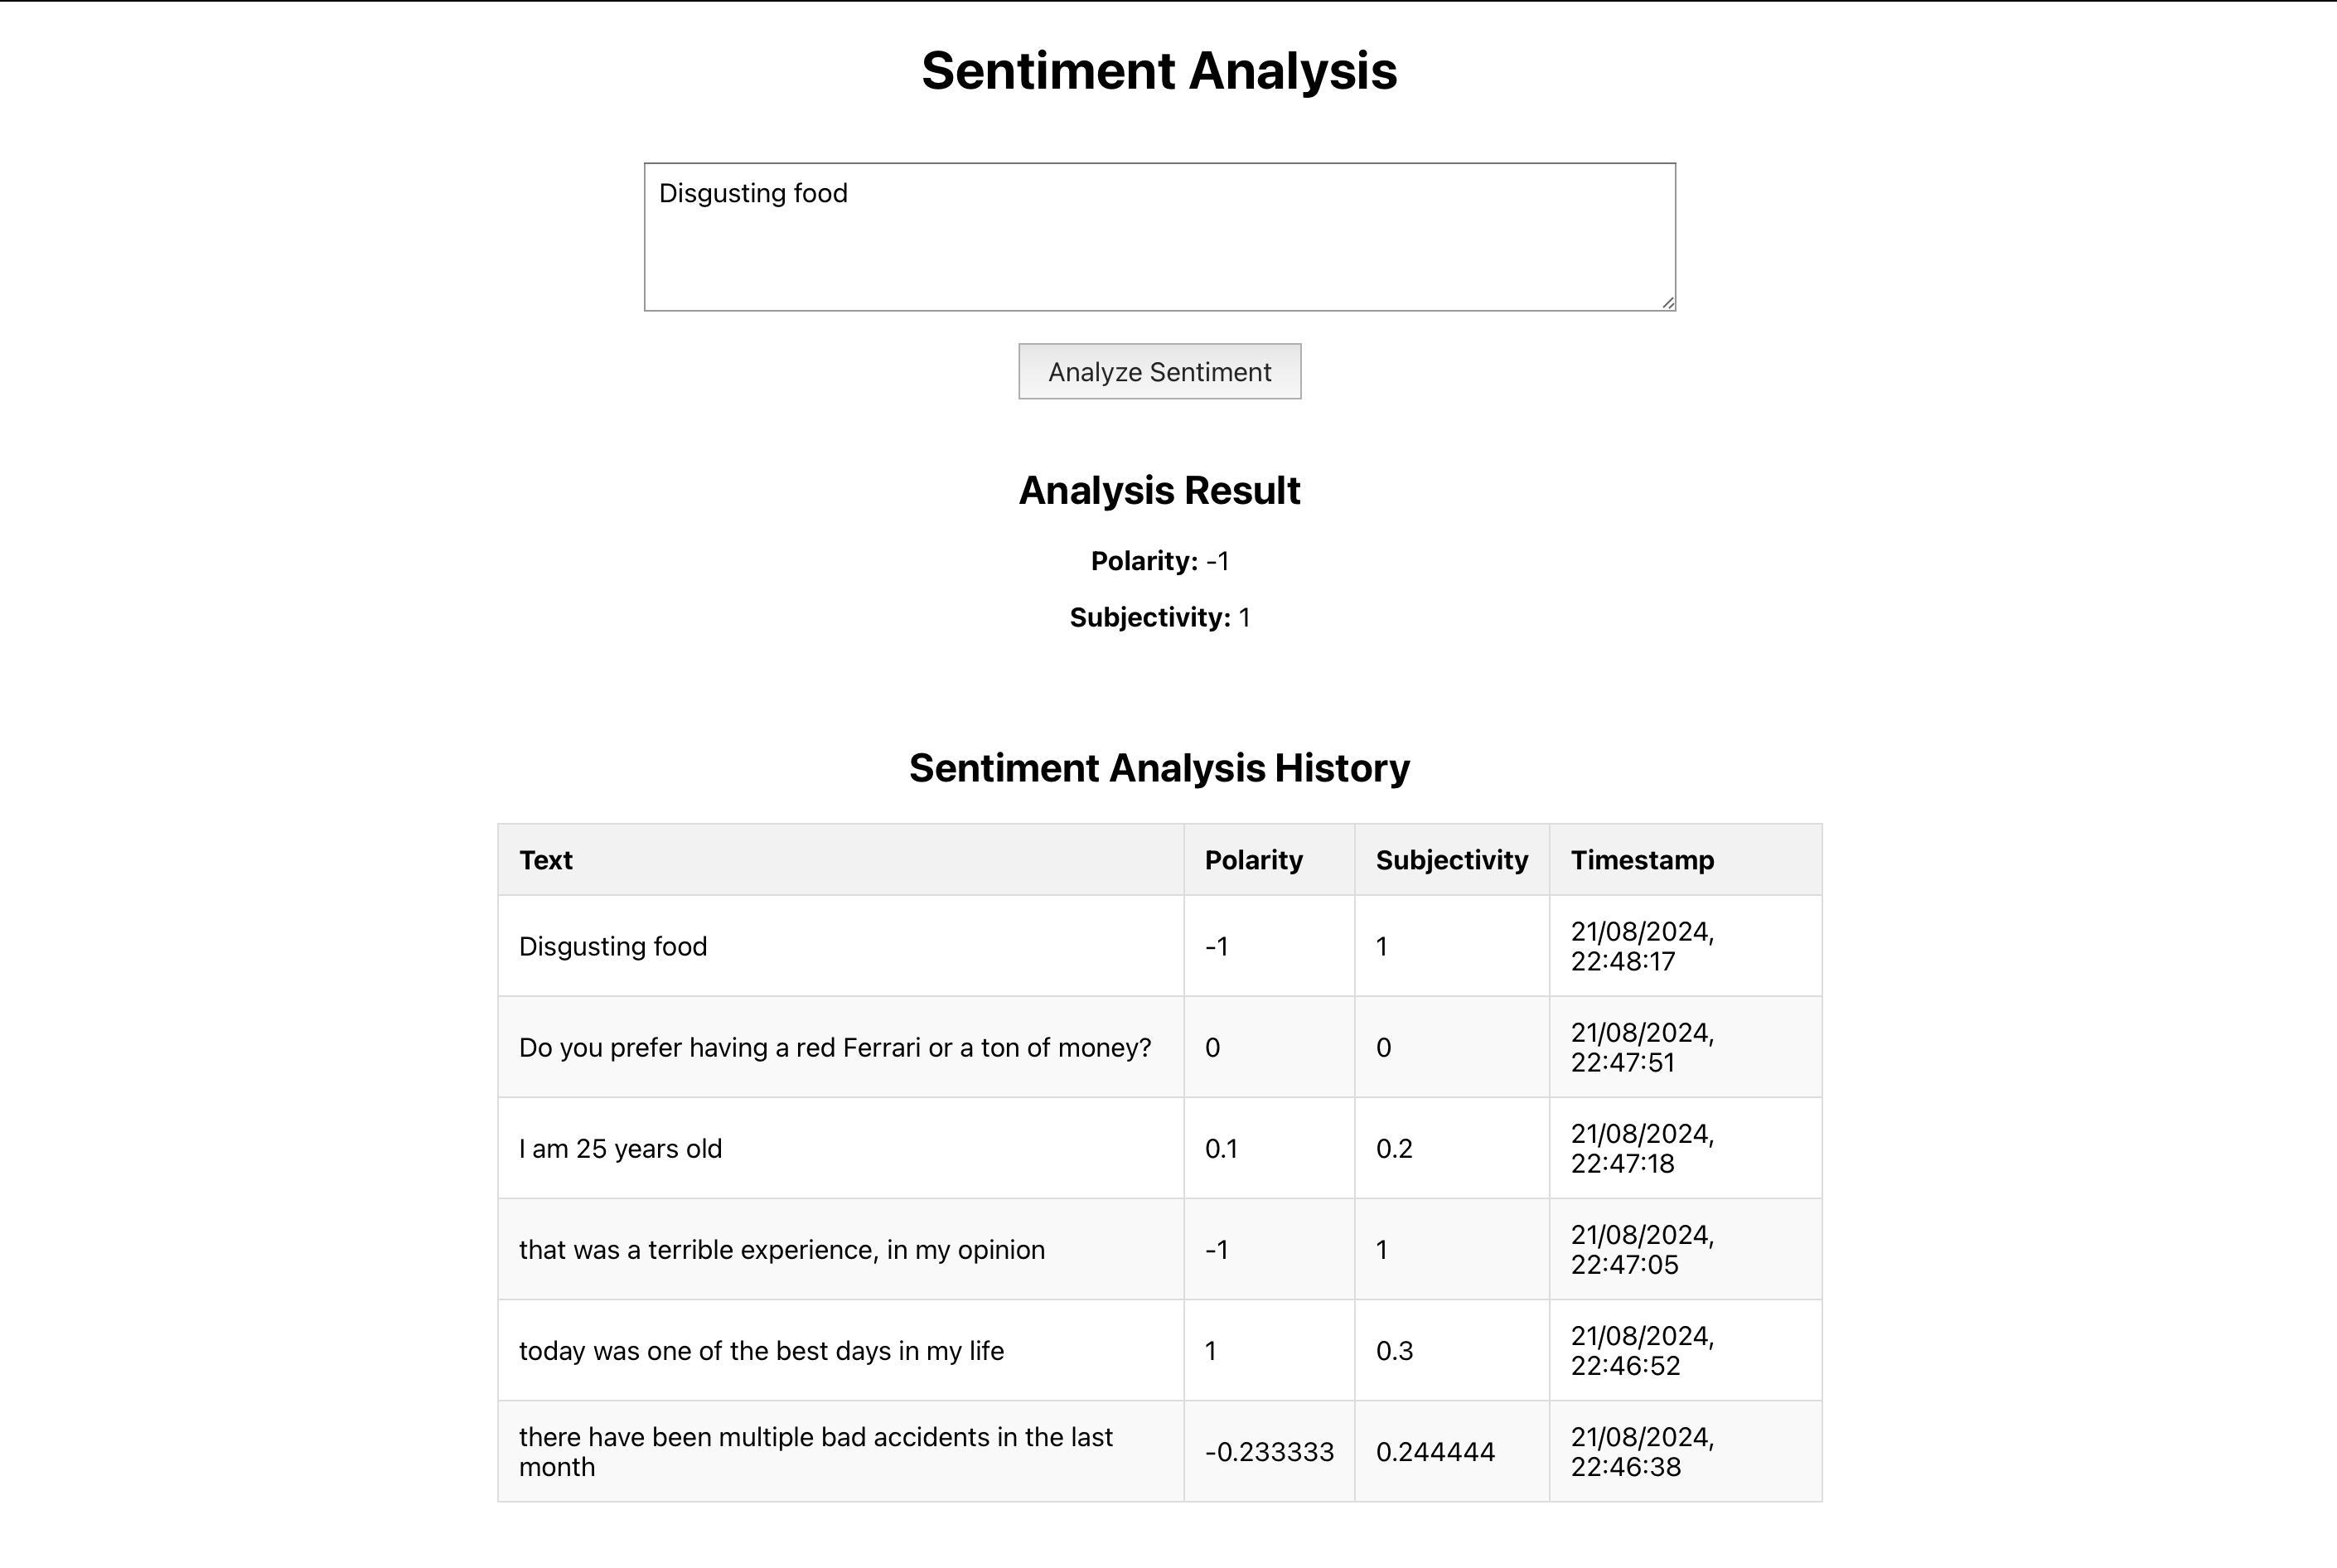 Sentiment Analysis
Disgusting food
Analyze Sentiment
Analysis Result
Polarity: -1
Subjectivity: 1
Sentiment Analysis History
Text Polarity Subjectivity Timestamp
Disgusting food -1 1 21/08/2024,
22:48:17
Do you prefer having a red Ferrari or a ton of money? 0 0 21/08/2024,
22:47:51
I am 25 years old 0.1 0.2 21/08/2024,
22:47:18
that was a terrible experience, in my opinion -1 1 21/08/2024,
22:47:05
today was one of the best days in my life 1 0.3 21/08/2024,
22:46:52
there have been multiple bad accidents in the last
month -0.233333 0.244444 21/08/2024,
22:46:38